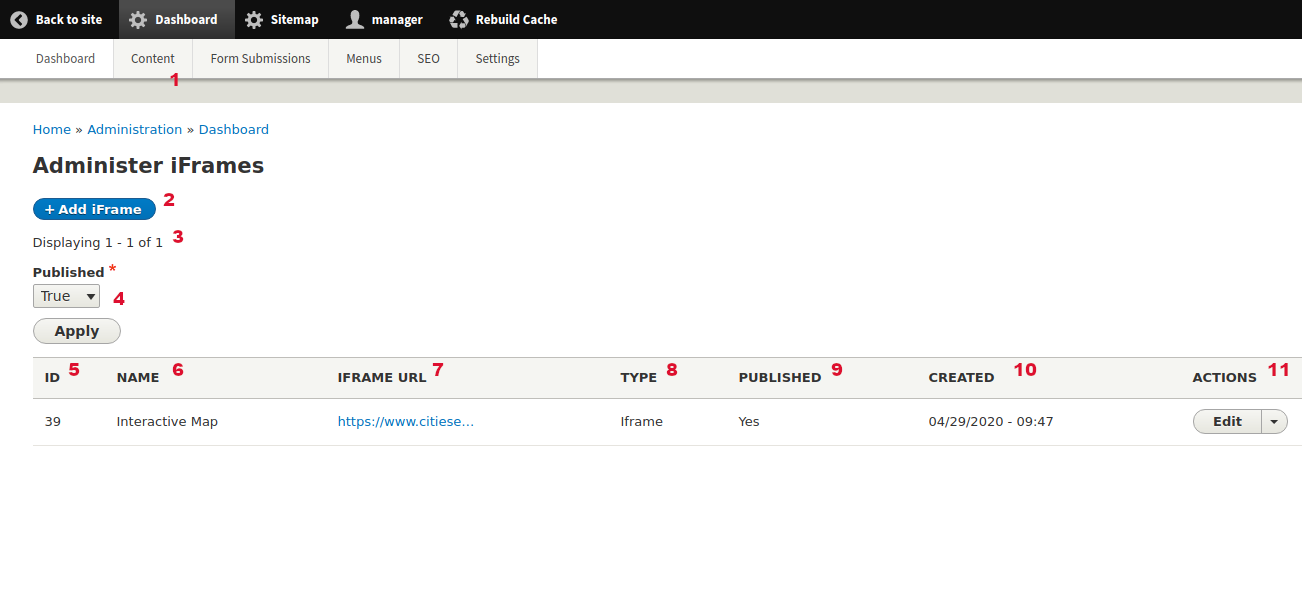 Back to site Dashboard Sitemap manager Rebuild Cache
Dashboard Content Form Submissions Menus SEO Settings
1
Home » Administration » Dashboard
Administer iFrames
+ Add iFrame 2
Displaying 1 - 1 of 1 3
Published *
True 4
Apply
ID 5 NAME 6 IFRAME URL 7 TYPE 8 PUBLISHED 9 CREATED 10 ACTIONS 11
39 Interactive Map https://www.citiese... Iframe Yes 04/29/2020 - 09:47 Edit